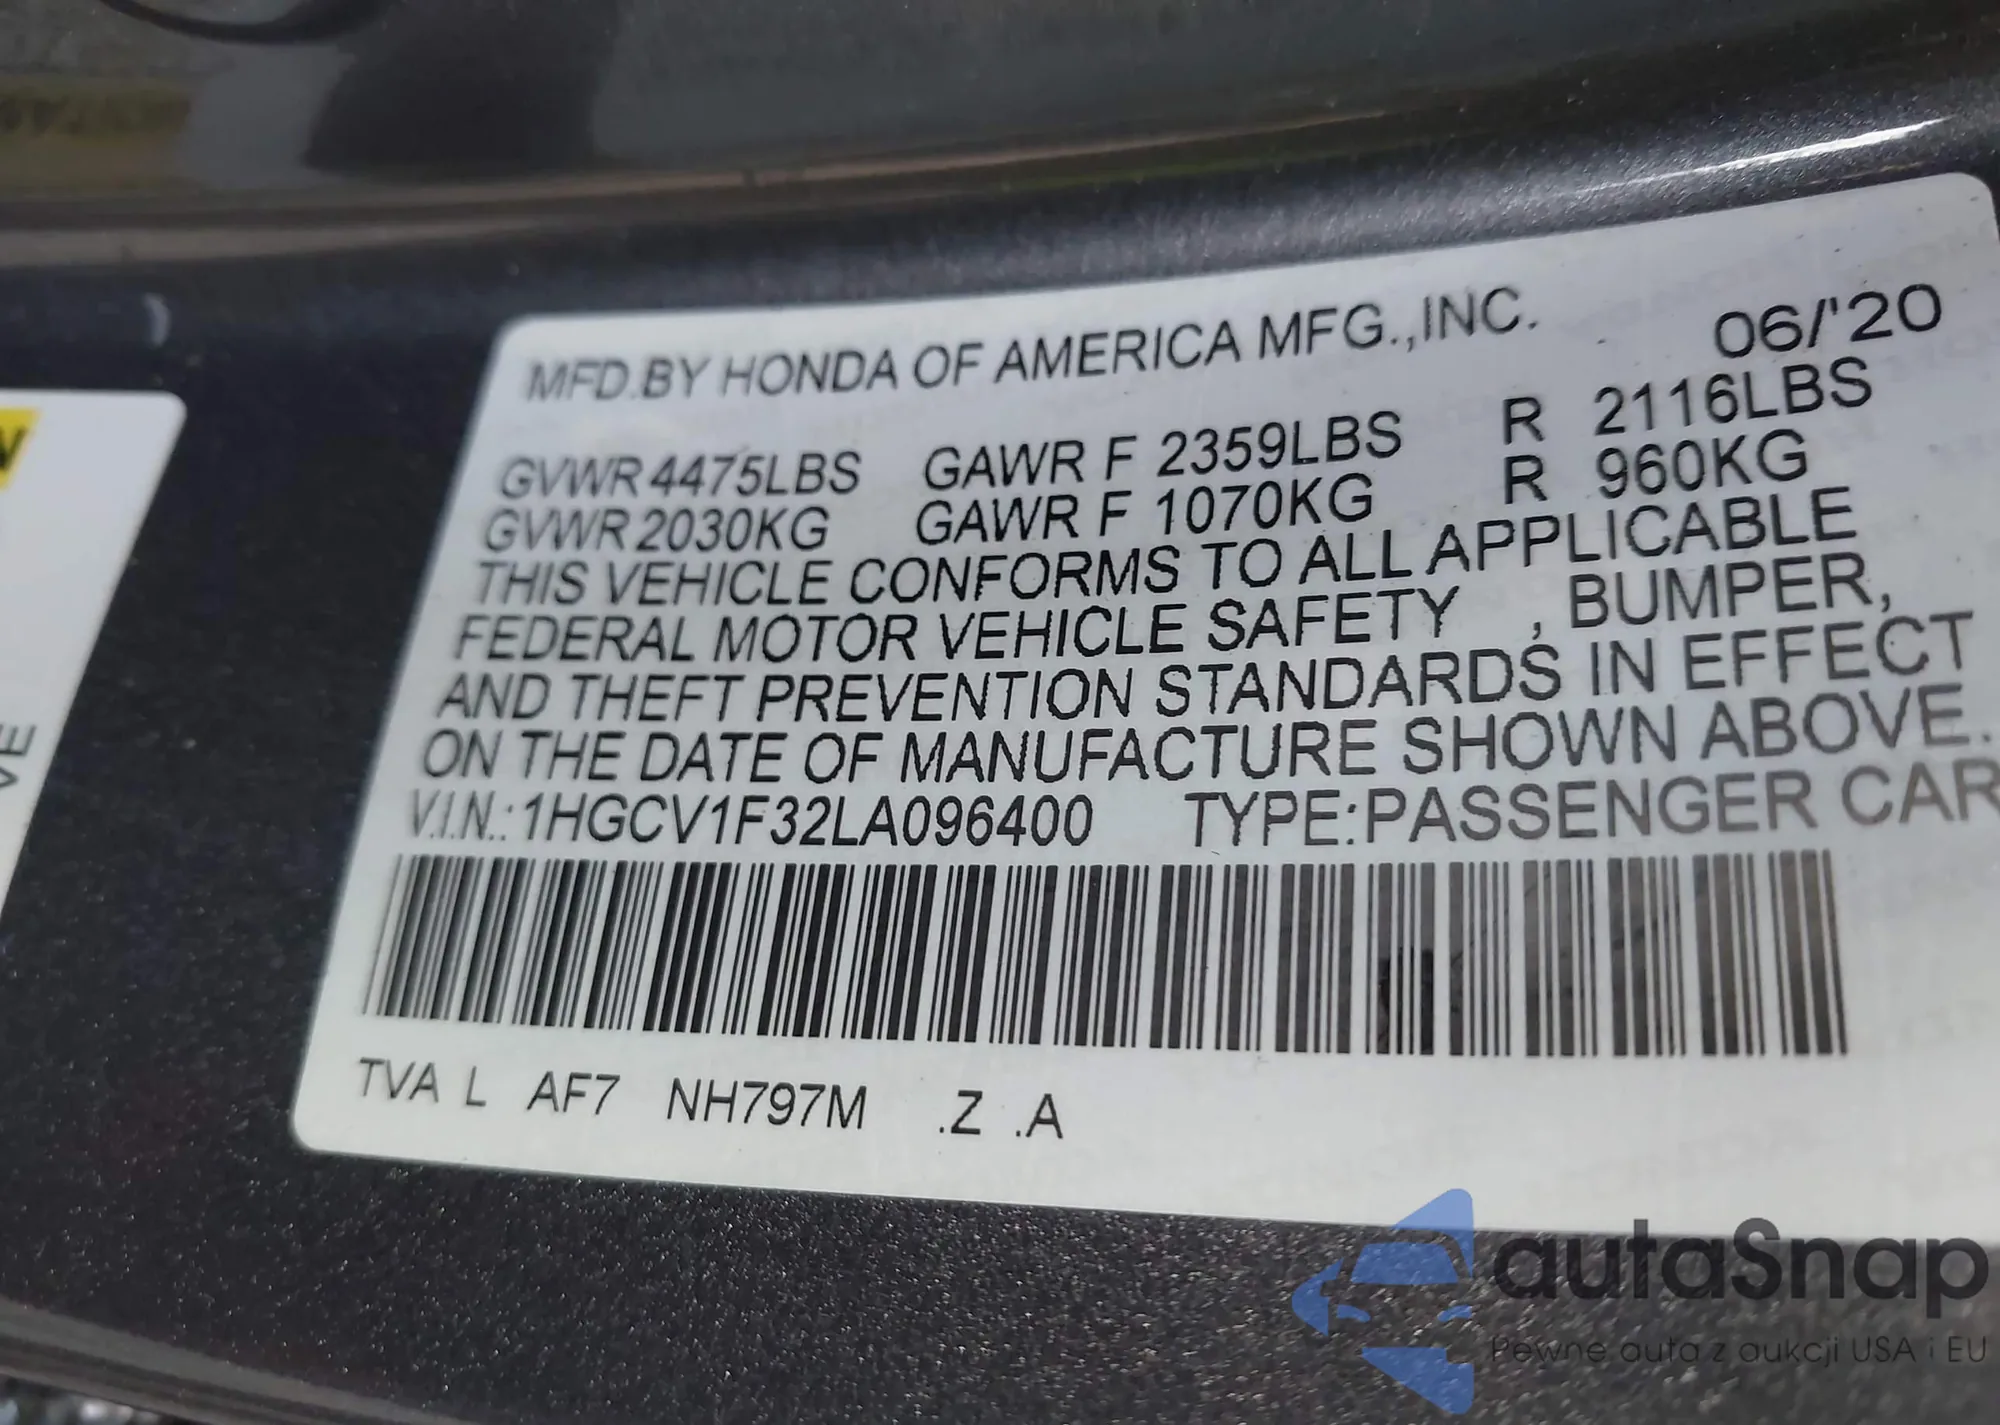 MFD.BY HONDA OF AMERICA MFG.,INC. 06/'20
GVWR 4475LBS GAWR F 2359LBS R 2116LBS
GVWR 2030KG GAWR F 1070KG R 960KG
THIS VEHICLE CONFORMS TO ALL APPLICABLE
FEDERAL MOTOR VEHICLE SAFETY , BUMPER,
AND THEFT PREVENTION STANDARDS IN EFFECT
ON THE DATE OF MANUFACTURE SHOWN ABOVE.
V.I.N.: 1HGCV1F32LA096400 TYPE:PASSENGER CAR
TVA L AF7 NH797M .Z .A
autoSnap
Pewne auta z aukcji USA i EU